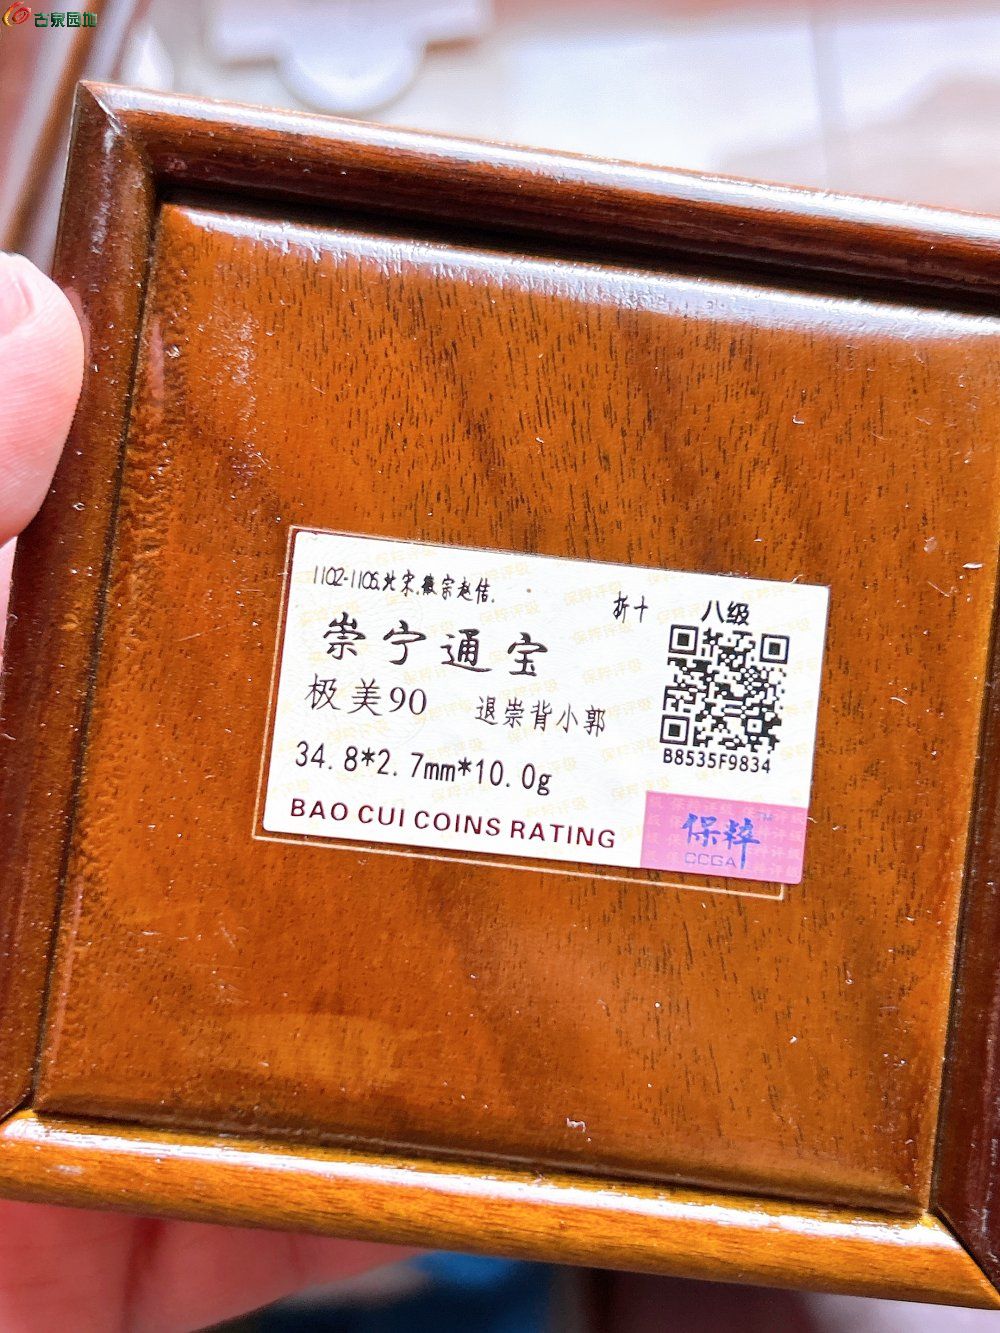 古泉园地
1102-1106.北宋.徽宗赵佶.
折十
八级
崇宁通宝
极美90 退崇背小郭
34.8*2.7mm*10.0g
B8535F9834
BAO CUI COINS RATING
保粹
CCGA